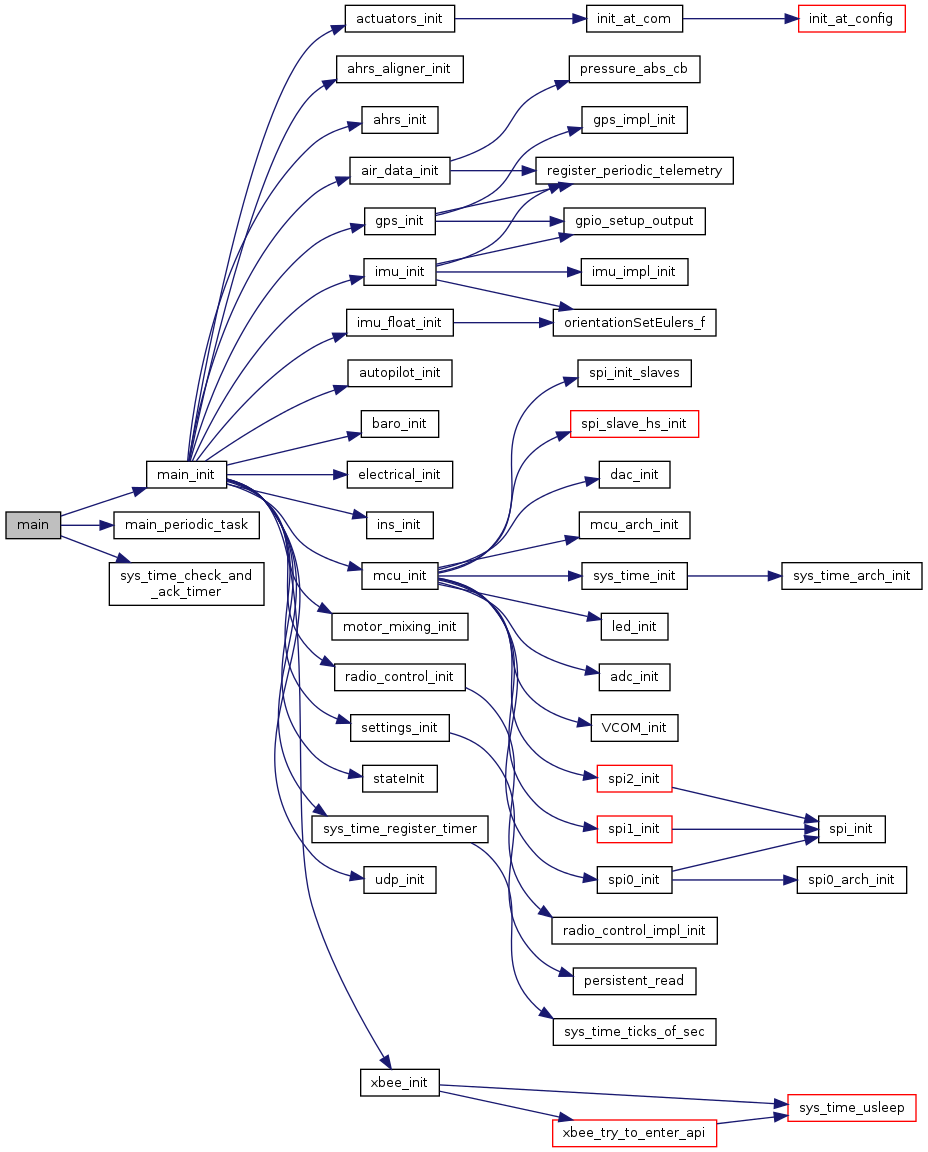 actuators_init
init_at_com
init_at_config
ahrs_aligner_init
pressure_abs_cb
ahrs_init
gps_impl_init
air_data_init
register_periodic_telemetry
gps_init
gpio_setup_output
imu_init
imu_impl_init
imu_float_init
orientationSetEulers_f
autopilot_init
spi_init_slaves
baro_init
spi_slave_hs_init
main_init
electrical_init
dac_init
main
main_periodic_task
ins_init
mcu_arch_init
sys_time_check_and
_ack_timer
mcu_init
sys_time_init
sys_time_arch_init
motor_mixing_init
led_init
radio_control_init
adc_init
settings_init
VCOM_init
stateInit
spi2_init
sys_time_register_timer
spi1_init
spi_init
udp_init
spi0_init
spi0_arch_init
radio_control_impl_init
persistent_read
sys_time_ticks_of_sec
xbee_init
sys_time_usleep
xbee_try_to_enter_api